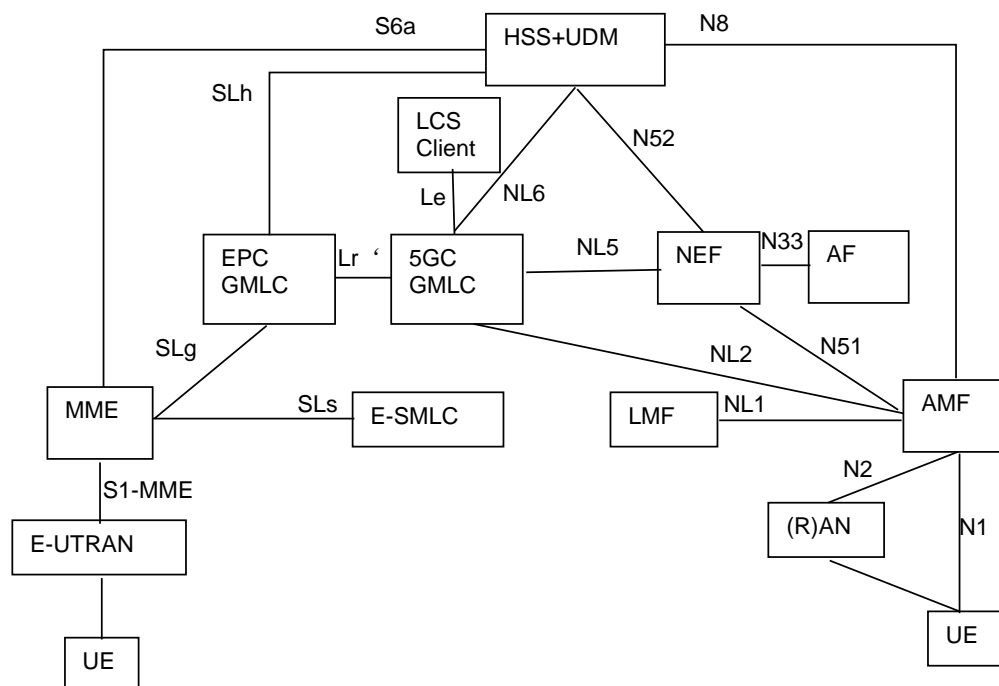 S6a
N8
HSS+UDM
SLh
LCS
Client
N52
Le
NL6
EPC
GMLC
Lr ‘
5GC
GMLC
NL5
NEF
N33
AF
SLg
NL2
N51
MME
SLs
E-SMLC
LMF
NL1
AMF
S1-MME
N2
E-UTRAN
(R)AN
N1
UE
UE